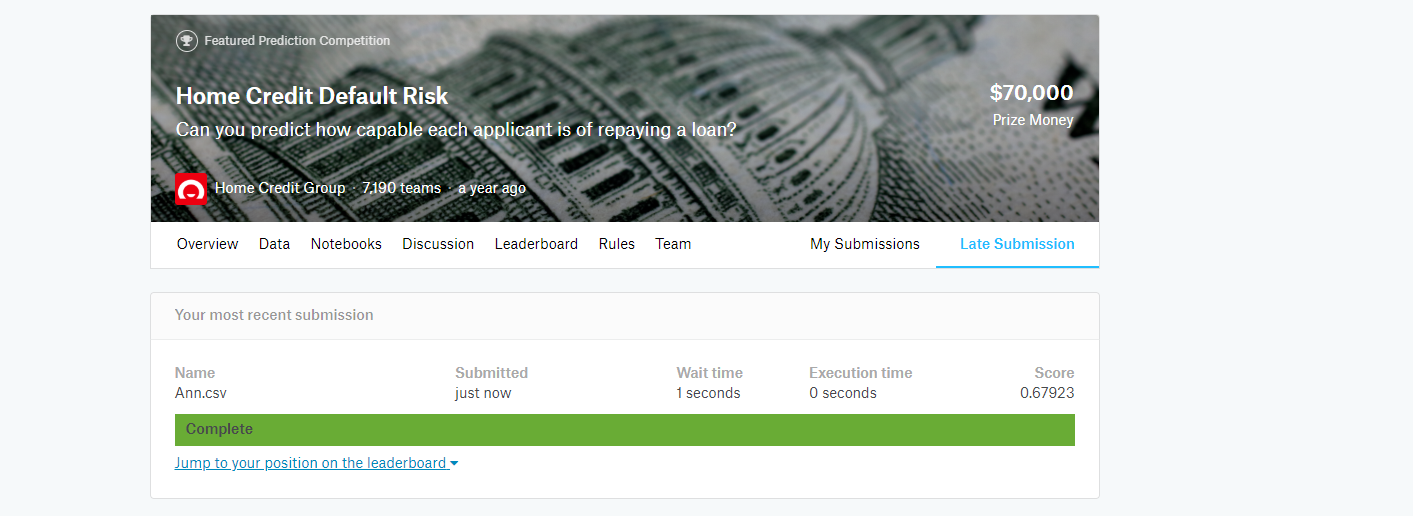 Featured Prediction Competition
Home Credit Default Risk
$70,000
Can you predict how capable each applicant is of repaying a loan?
Prize Money
Home Credit Group · 7,190 teams · a year ago
Overview Data Notebooks Discussion Leaderboard Rules Team My Submissions Late Submission
Your most recent submission
Name Submitted Wait time Execution time Score
Ann.csv just now 1 seconds 0 seconds 0.67923
Complete
Jump to your position on the leaderboard